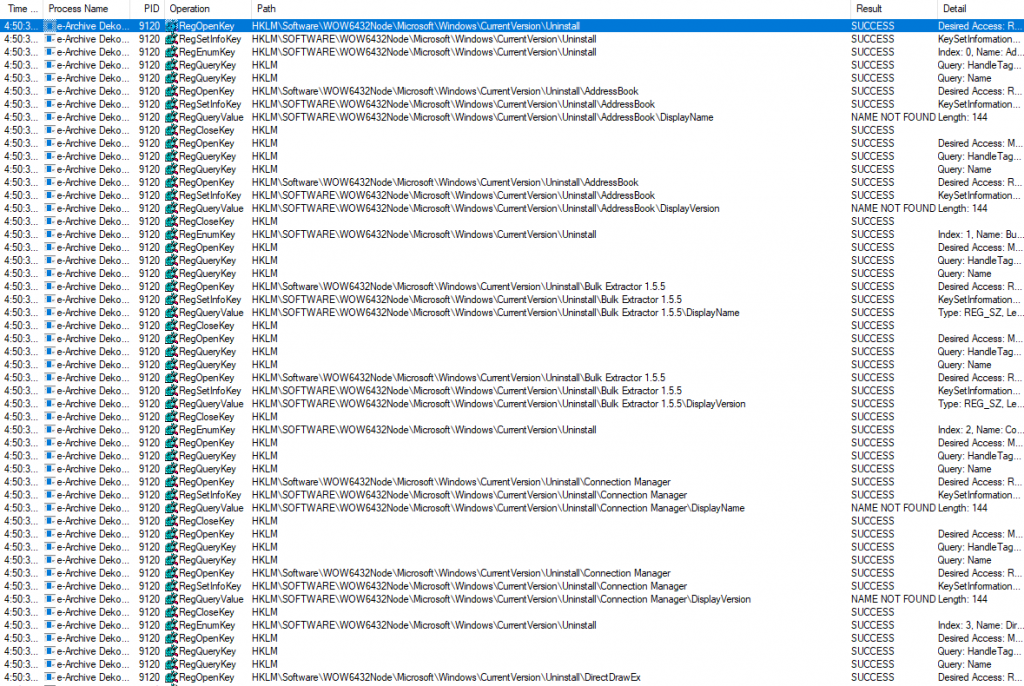 Time ... Process Name PID Operation Path Result Detail
4:50:3... e-Archive Deko... 9120 RegOpenKey HKLM\Software\WOW6432Node\Microsoft\Windows\CurrentVersion\Uninstall SUCCESS Desired Access: R...
4:50:3... e-Archive Deko... 9120 RegSetInfoKey HKLM\SOFTWARE\WOW6432Node\Microsoft\Windows\CurrentVersion\Uninstall SUCCESS KeySetInformation...
4:50:3... e-Archive Deko... 9120 RegEnumKey HKLM\SOFTWARE\WOW6432Node\Microsoft\Windows\CurrentVersion\Uninstall SUCCESS Index: 0, Name: Ad...
4:50:3... e-Archive Deko... 9120 RegQueryKey HKLM SUCCESS Query: HandleTag...
4:50:3... e-Archive Deko... 9120 RegQueryKey HKLM SUCCESS Query: Name
4:50:3... e-Archive Deko... 9120 RegOpenKey HKLM\Software\WOW6432Node\Microsoft\Windows\CurrentVersion\Uninstall\AddressBook SUCCESS Desired Access: R...
4:50:3... e-Archive Deko... 9120 RegSetInfoKey HKLM\SOFTWARE\WOW6432Node\Microsoft\Windows\CurrentVersion\Uninstall\AddressBook SUCCESS KeySetInformation...
4:50:3... e-Archive Deko... 9120 RegQueryValue HKLM\SOFTWARE\WOW6432Node\Microsoft\Windows\CurrentVersion\Uninstall\AddressBook\DisplayName NAME NOT FOUND Length: 144
4:50:3... e-Archive Deko... 9120 RegCloseKey HKLM SUCCESS
4:50:3... e-Archive Deko... 9120 RegOpenKey HKLM SUCCESS Desired Access: M...
4:50:3... e-Archive Deko... 9120 RegQueryKey HKLM SUCCESS Query: HandleTag...
4:50:3... e-Archive Deko... 9120 RegQueryKey HKLM SUCCESS Query: Name
4:50:3... e-Archive Deko... 9120 RegOpenKey HKLM\Software\WOW6432Node\Microsoft\Windows\CurrentVersion\Uninstall\AddressBook SUCCESS Desired Access: R...
4:50:3... e-Archive Deko... 9120 RegSetInfoKey HKLM\SOFTWARE\WOW6432Node\Microsoft\Windows\CurrentVersion\Uninstall\AddressBook SUCCESS KeySetInformation...
4:50:3... e-Archive Deko... 9120 RegQueryValue HKLM\SOFTWARE\WOW6432Node\Microsoft\Windows\CurrentVersion\Uninstall\AddressBook\DisplayVersion NAME NOT FOUND Length: 144
4:50:3... e-Archive Deko... 9120 RegCloseKey HKLM SUCCESS
4:50:3... e-Archive Deko... 9120 RegEnumKey HKLM\SOFTWARE\WOW6432Node\Microsoft\Windows\CurrentVersion\Uninstall SUCCESS Index: 1, Name: Bu...
4:50:3... e-Archive Deko... 9120 RegOpenKey HKLM SUCCESS Desired Access: M...
4:50:3... e-Archive Deko... 9120 RegQueryKey HKLM SUCCESS Query: HandleTag...
4:50:3... e-Archive Deko... 9120 RegQueryKey HKLM SUCCESS Query: Name
4:50:3... e-Archive Deko... 9120 RegOpenKey HKLM\Software\WOW6432Node\Microsoft\Windows\CurrentVersion\Uninstall\Bulk Extractor 1.5.5 SUCCESS Desired Access: R...
4:50:3... e-Archive Deko... 9120 RegSetInfoKey HKLM\SOFTWARE\WOW6432Node\Microsoft\Windows\CurrentVersion\Uninstall\Bulk Extractor 1.5.5 SUCCESS KeySetInformation...
4:50:3... e-Archive Deko... 9120 RegQueryValue HKLM\SOFTWARE\WOW6432Node\Microsoft\Windows\CurrentVersion\Uninstall\Bulk Extractor 1.5.5\DisplayName SUCCESS Type: REG_SZ, Le...
4:50:3... e-Archive Deko... 9120 RegCloseKey HKLM SUCCESS
4:50:3... e-Archive Deko... 9120 RegOpenKey HKLM SUCCESS Desired Access: M...
4:50:3... e-Archive Deko... 9120 RegQueryKey HKLM SUCCESS Query: HandleTag...
4:50:3... e-Archive Deko... 9120 RegQueryKey HKLM SUCCESS Query: Name
4:50:3... e-Archive Deko... 9120 RegOpenKey HKLM\Software\WOW6432Node\Microsoft\Windows\CurrentVersion\Uninstall\Bulk Extractor 1.5.5 SUCCESS Desired Access: R...
4:50:3... e-Archive Deko... 9120 RegSetInfoKey HKLM\SOFTWARE\WOW6432Node\Microsoft\Windows\CurrentVersion\Uninstall\Bulk Extractor 1.5.5 SUCCESS KeySetInformation...
4:50:3... e-Archive Deko... 9120 RegQueryValue HKLM\SOFTWARE\WOW6432Node\Microsoft\Windows\CurrentVersion\Uninstall\Bulk Extractor 1.5.5\DisplayVersion SUCCESS Type: REG_SZ, Le...
4:50:3... e-Archive Deko... 9120 RegCloseKey HKLM SUCCESS
4:50:3... e-Archive Deko... 9120 RegEnumKey HKLM\SOFTWARE\WOW6432Node\Microsoft\Windows\CurrentVersion\Uninstall SUCCESS Index: 2, Name: Co...
4:50:3... e-Archive Deko... 9120 RegOpenKey HKLM SUCCESS Desired Access: M...
4:50:3... e-Archive Deko... 9120 RegQueryKey HKLM SUCCESS Query: HandleTag...
4:50:3... e-Archive Deko... 9120 RegQueryKey HKLM SUCCESS Query: Name
4:50:3... e-Archive Deko... 9120 RegOpenKey HKLM\Software\WOW6432Node\Microsoft\Windows\CurrentVersion\Uninstall\Connection Manager SUCCESS Desired Access: R...
4:50:3... e-Archive Deko... 9120 RegSetInfoKey HKLM\SOFTWARE\WOW6432Node\Microsoft\Windows\CurrentVersion\Uninstall\Connection Manager SUCCESS KeySetInformation...
4:50:3... e-Archive Deko... 9120 RegQueryValue HKLM\SOFTWARE\WOW6432Node\Microsoft\Windows\CurrentVersion\Uninstall\Connection Manager\DisplayName NAME NOT FOUND Length: 144
4:50:3... e-Archive Deko... 9120 RegCloseKey HKLM SUCCESS
4:50:3... e-Archive Deko... 9120 RegOpenKey HKLM SUCCESS Desired Access: M...
4:50:3... e-Archive Deko... 9120 RegQueryKey HKLM SUCCESS Query: HandleTag...
4:50:3... e-Archive Deko... 9120 RegQueryKey HKLM SUCCESS Query: Name
4:50:3... e-Archive Deko... 9120 RegOpenKey HKLM\Software\WOW6432Node\Microsoft\Windows\CurrentVersion\Uninstall\Connection Manager SUCCESS Desired Access: R...
4:50:3... e-Archive Deko... 9120 RegSetInfoKey HKLM\SOFTWARE\WOW6432Node\Microsoft\Windows\CurrentVersion\Uninstall\Connection Manager SUCCESS KeySetInformation...
4:50:3... e-Archive Deko... 9120 RegQueryValue HKLM\SOFTWARE\WOW6432Node\Microsoft\Windows\CurrentVersion\Uninstall\Connection Manager\DisplayVersion NAME NOT FOUND Length: 144
4:50:3... e-Archive Deko... 9120 RegCloseKey HKLM SUCCESS
4:50:3... e-Archive Deko... 9120 RegEnumKey HKLM\SOFTWARE\WOW6432Node\Microsoft\Windows\CurrentVersion\Uninstall SUCCESS Index: 3, Name: Dir...
4:50:3... e-Archive Deko... 9120 RegOpenKey HKLM SUCCESS Desired Access: M...
4:50:3... e-Archive Deko... 9120 RegQueryKey HKLM SUCCESS Query: HandleTag...
4:50:3... e-Archive Deko... 9120 RegQueryKey HKLM SUCCESS Query: Name
4:50:3... e-Archive Deko... 9120 RegOpenKey HKLM\Software\WOW6432Node\Microsoft\Windows\CurrentVersion\Uninstall\DirectDrawEx SUCCESS Desired Access: R...